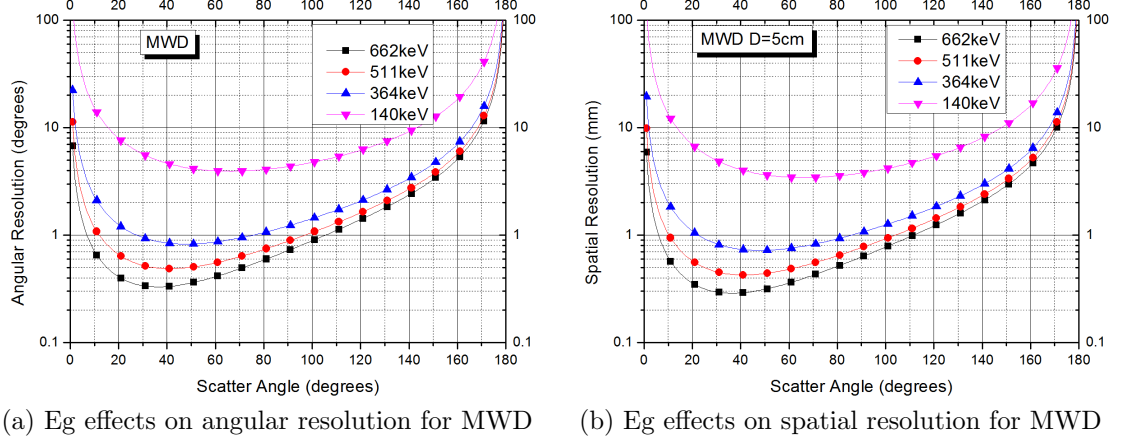 0 20 40 60 80 100 120 140 160 180
100
10
1
0.1
100
10
1
0.1
MWD
662keV
511keV
364keV
140keV
Angular Resolution (degrees)
0 20 40 60 80 100 120 140 160 180
Scatter Angle (degrees)
(a) Eg effects on angular resolution for MWD
0 20 40 60 80 100 120 140 160 180
100
10
1
0.1
100
10
1
0.1
MWD D=5cm
662keV
511keV
364keV
140keV
Spatial Resolution (mm)
0 20 40 60 80 100 120 140 160 180
Scatter Angle (degrees)
(b) Eg effects on spatial resolution for MWD